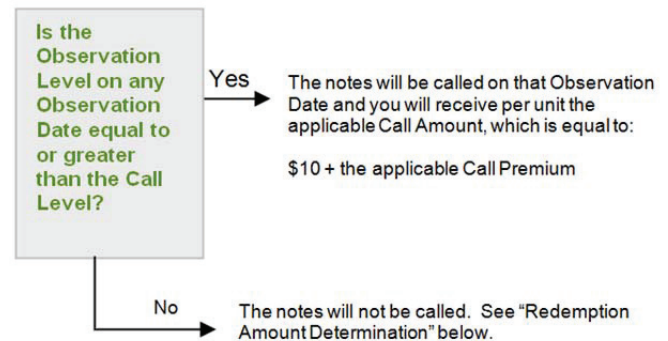 Is the
Observation
Level on any
Observation
Date equal to
or greater
than the Call
Level?
Yes
The notes will be called on that Observation
Date and you will receive per unit the
applicable Call Amount, which is equal to:
$10 + the applicable Call Premium
No
The notes will not be called. See “Redemption
Amount Determination” below.